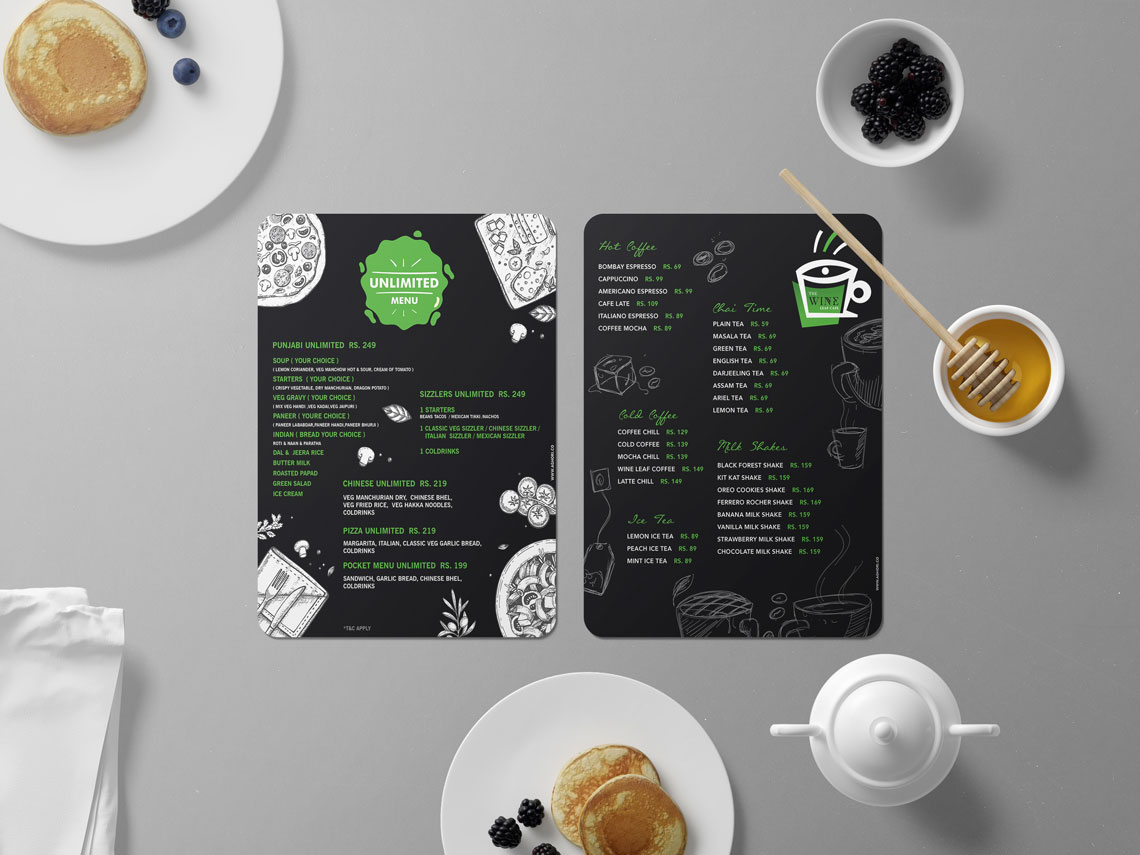 UNLIMITED
MENU
PUNJABI UNLIMITED RS. 249
SOUP ( YOUR CHOICE )
( LEMON CORIANDER, VEG MANCHOW HOT & SOUR, CREAM OF TOMATO )
STARTERS ( YOUR CHOICE )
( CRISPY VEGETABLE, DRY MANCHURIAN, DRAGON POTATO )
VEG GRAVY ( YOUR CHOICE )
( MIX VEG HANDI ,VEG KADAI,VEG JAIPURI )
PANEER ( YOURE CHOICE )
( PANEER LABABDAR,PANEER HANDI,PANEER BHURJI )
INDIAN ( BREAD YOUR CHOICE )
ROTI & NAAN & PARATHA
DAL & JEERA RICE
BUTTER MILK
ROASTED PAPAD
GREEN SALAD
ICE CREAM
SIZZLERS UNLIMITED RS. 249
1 STARTERS
BEANS TACOS / MEXICAN TIKKI /NACHOS
1 CLASSIC VEG SIZZLER / CHINESE SIZZLER /
ITALIAN SIZZLER / MEXICAN SIZZLER
1 COLDRINKS
CHINESE UNLIMITED RS. 219
VEG MANCHURIAN DRY, CHINESE BHEL,
VEG FRIED RICE, VEG HAKKA NOODLES,
COLDRINKS
PIZZA UNLIMITED RS. 219
MARGARITA, ITALIAN, CLASSIC VEG GARLIC BREAD,
COLDRINKS
POCKET MENU UNLIMITED RS. 199
SANDWICH, GARLIC BREAD, CHINESE BHEL,
COLDRINKS
*T&C APPLY
WWW.ASHOKI.CO
Hot Coffee
BOMBAY ESPRESSO RS. 69
CAPPUCCINO RS. 99
AMERICANO ESPRESSO RS. 99
CAFE LATE RS. 109
ITALIANO ESPRESSO RS. 89
COFFEE MOCHA RS. 89
Cold Coffee
COFFEE CHILL RS. 129
COLD COFFEE RS. 139
MOCHA CHILL RS. 139
WINE LEAF COFFEE RS. 149
LATTE CHILL RS. 149
Ice Tea
LEMON ICE TEA RS. 89
PEACH ICE TEA RS. 89
MINT ICE TEA RS. 89
THE
WINE
LEAF CAFE
Chai Time
PLAIN TEA RS. 59
MASALA TEA RS. 69
GREEN TEA RS. 69
ENGLISH TEA RS. 69
DARJEELING TEA RS. 69
ASSAM TEA RS. 69
ARIEL TEA RS. 69
LEMON TEA RS. 69
Milk Shakes
BLACK FOREST SHAKE RS. 159
KIT KAT SHAKE RS. 159
OREO COOKIES SHAKE RS. 169
FERRERO ROCHER SHAKE RS. 169
BANANA MILK SHAKE RS. 159
VANILLA MILK SHAKE RS. 159
STRAWBERRY MILK SHAKE RS. 159
CHOCOLATE MILK SHAKE RS. 159